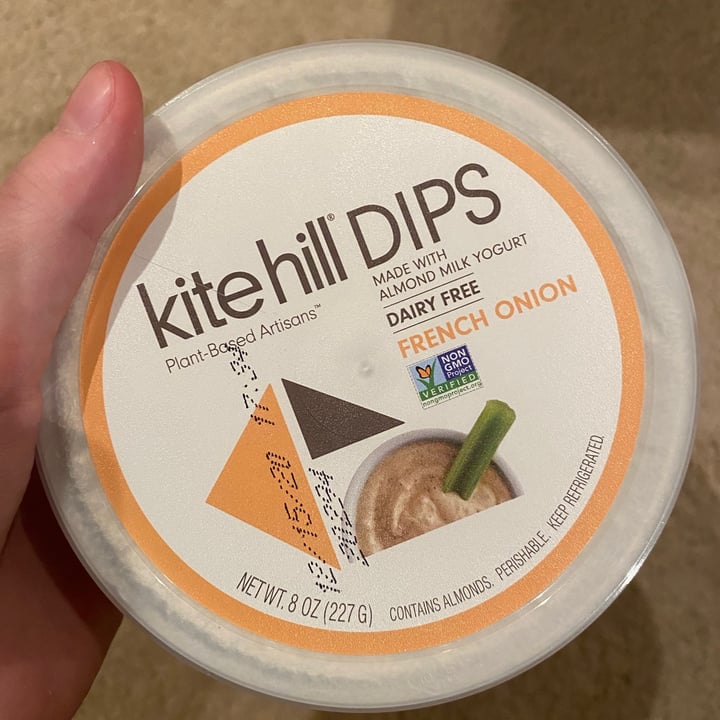 kite hill® DIPS
Plant-Based Artisans™
MADE WITH
ALMOND MILK YOGURT
DAIRY FREE
FRENCH ONION
NON
GMO
Project
VERIFIED
nongmoproject.org
NET WT. 8 OZ (227 G)
CONTAINS ALMONDS. PERISHABLE. KEEP REFRIGERATED.